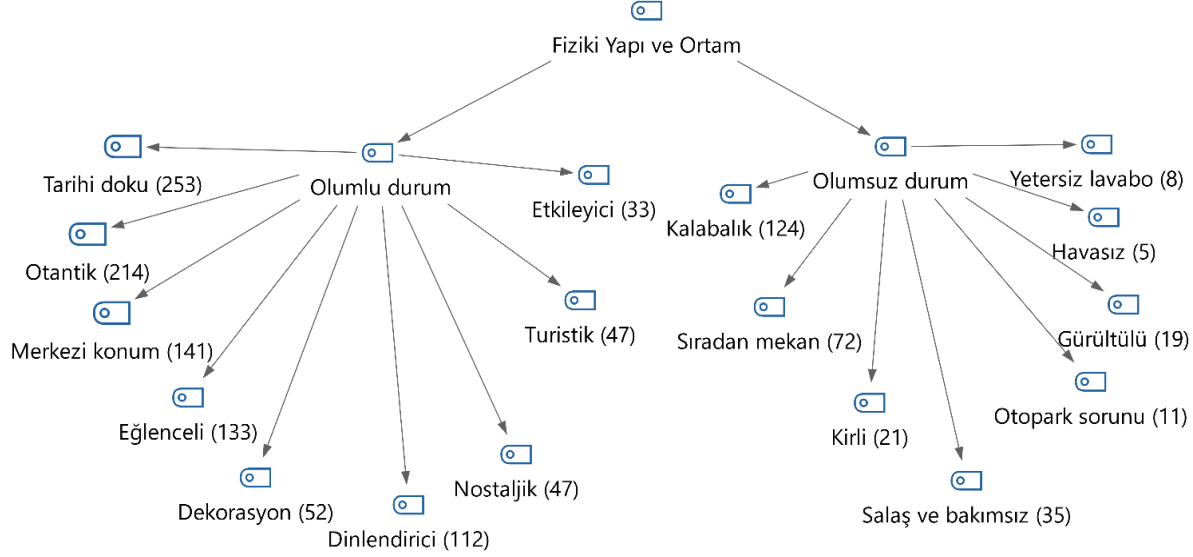 Fiziki Yapı ve Ortam
Olumlu durum
Tarihi doku (253)
Otantik (214)
Merkezi konum (141)
Eğlenceli (133)
Dekorasyon (52)
Dinlendirici (112)
Nostaljik (47)
Turistik (47)
Etkileyici (33)
Olumsuz durum
Kalabalık (124)
Sıradan mekan (72)
Kirli (21)
Salaş ve bakımsız (35)
Otopark sorunu (11)
Gürültülü (19)
Havasız (5)
Yetersiz lavabo (8)